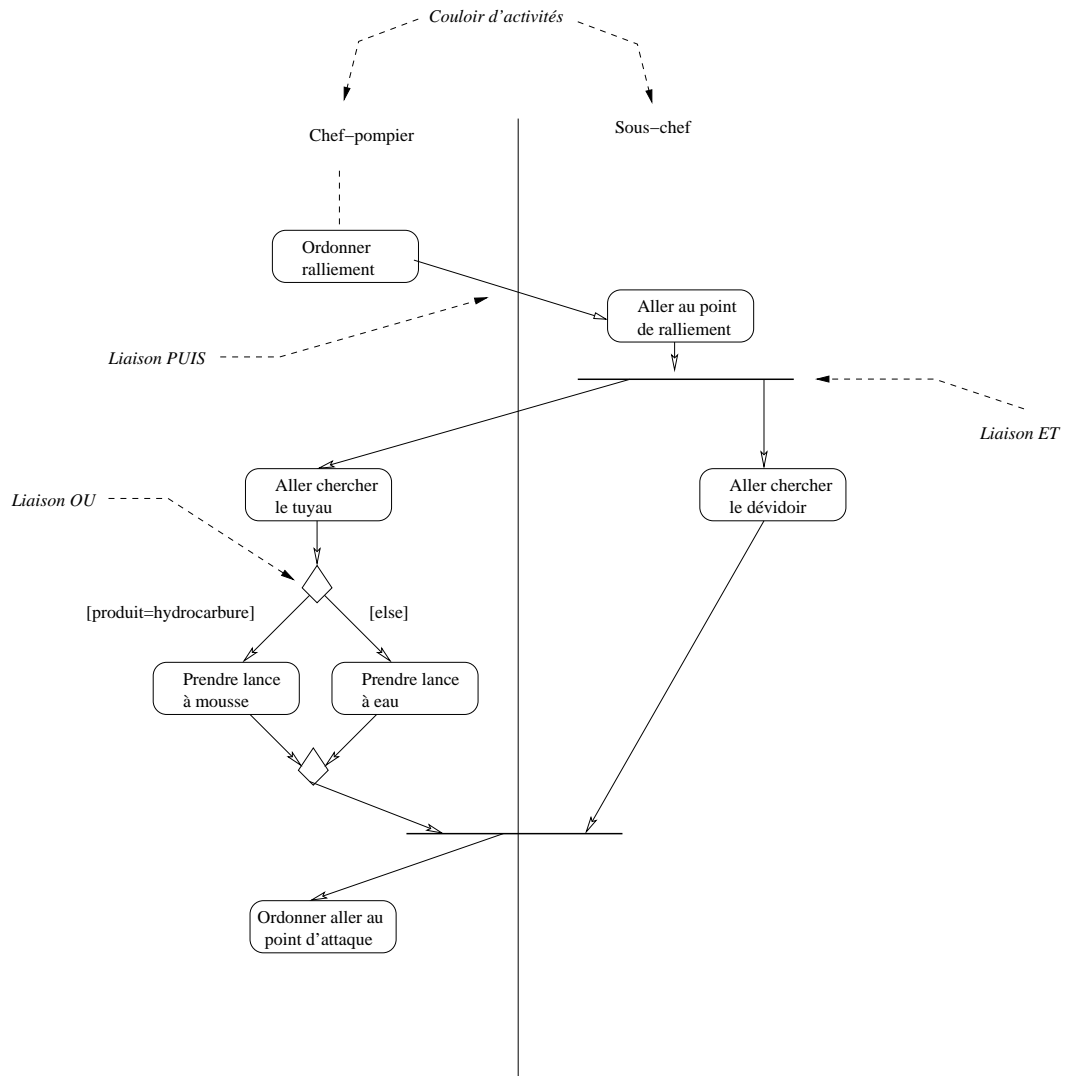 Couloir d'activités
Chef−pompier
Sous−chef
Ordonner
ralliement
Aller au point
de ralliement
Liaison PUIS
Liaison ET
Aller chercher
le tuyau
Aller chercher
le dévidoir
Liaison OU
[produit=hydrocarbure]
[else]
Prendre lance
à mousse
Prendre lance
à eau
Ordonner aller au
point d'attaque